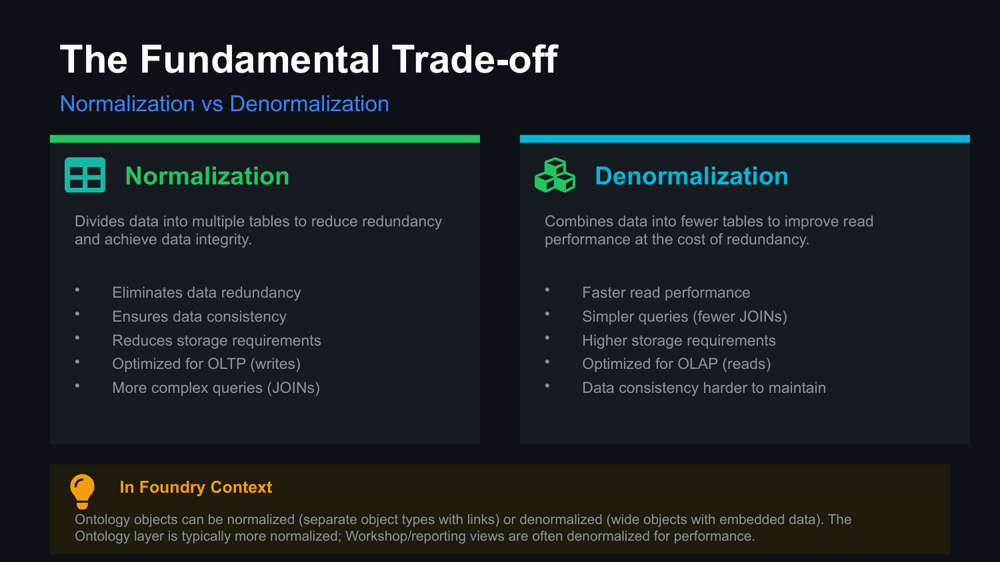 The Fundamental Trade-off
Normalization vs Denormalization
Normalization
Divides data into multiple tables to reduce redundancy
and achieve data integrity.
• Eliminates data redundancy
• Ensures data consistency
• Reduces storage requirements
• Optimized for OLTP (writes)
• More complex queries (JOINs)
Denormalization
Combines data into fewer tables to improve read
performance at the cost of redundancy.
• Faster read performance
• Simpler queries (fewer JOINs)
• Higher storage requirements
• Optimized for OLAP (reads)
• Data consistency harder to maintain
In Foundry Context
Ontology objects can be normalized (separate object types with links) or denormalized (wide objects with embedded data). The
Ontology layer is typically more normalized; Workshop/reporting views are often denormalized for performance.